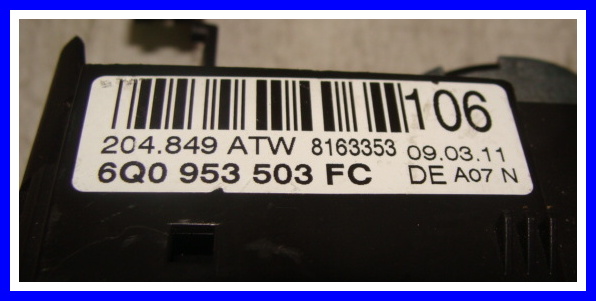 106
204.849 ATW 8163353 09.03.11
6Q0 953 503 FC DE A07 N